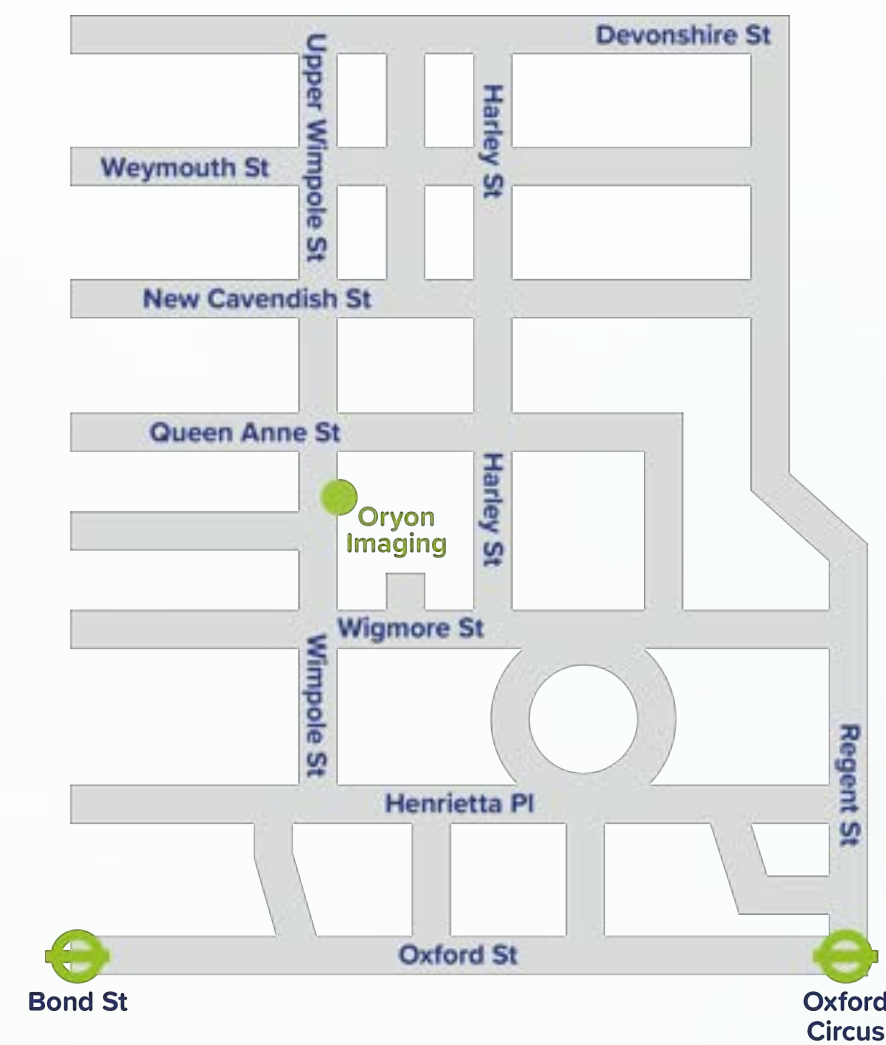 Devonshire St
Upper Wimpole St
Harley St
Weymouth St
New Cavendish St
Queen Anne St
Harley St
Oryon
Imaging
Wigmore St
Wimpole St
Regent St
Henrietta Pl
Oxford St
Bond St
Oxford
Circus